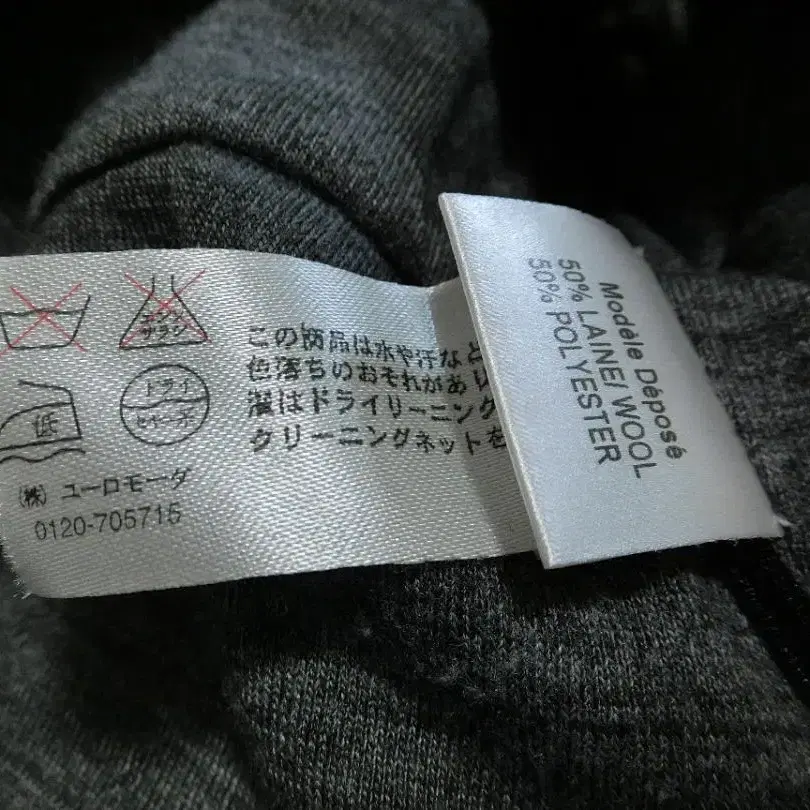 エンソ
サラシ
低
ドライ
セキユ系
この商品は水や汗など
色落ちのおそれがあり
濯はドライリーニング
クリーニングネットを
(株) ユーロモーダ
0120-705715
Modèle Déposé
50% LAINE/ WOOL
50% POLYESTER